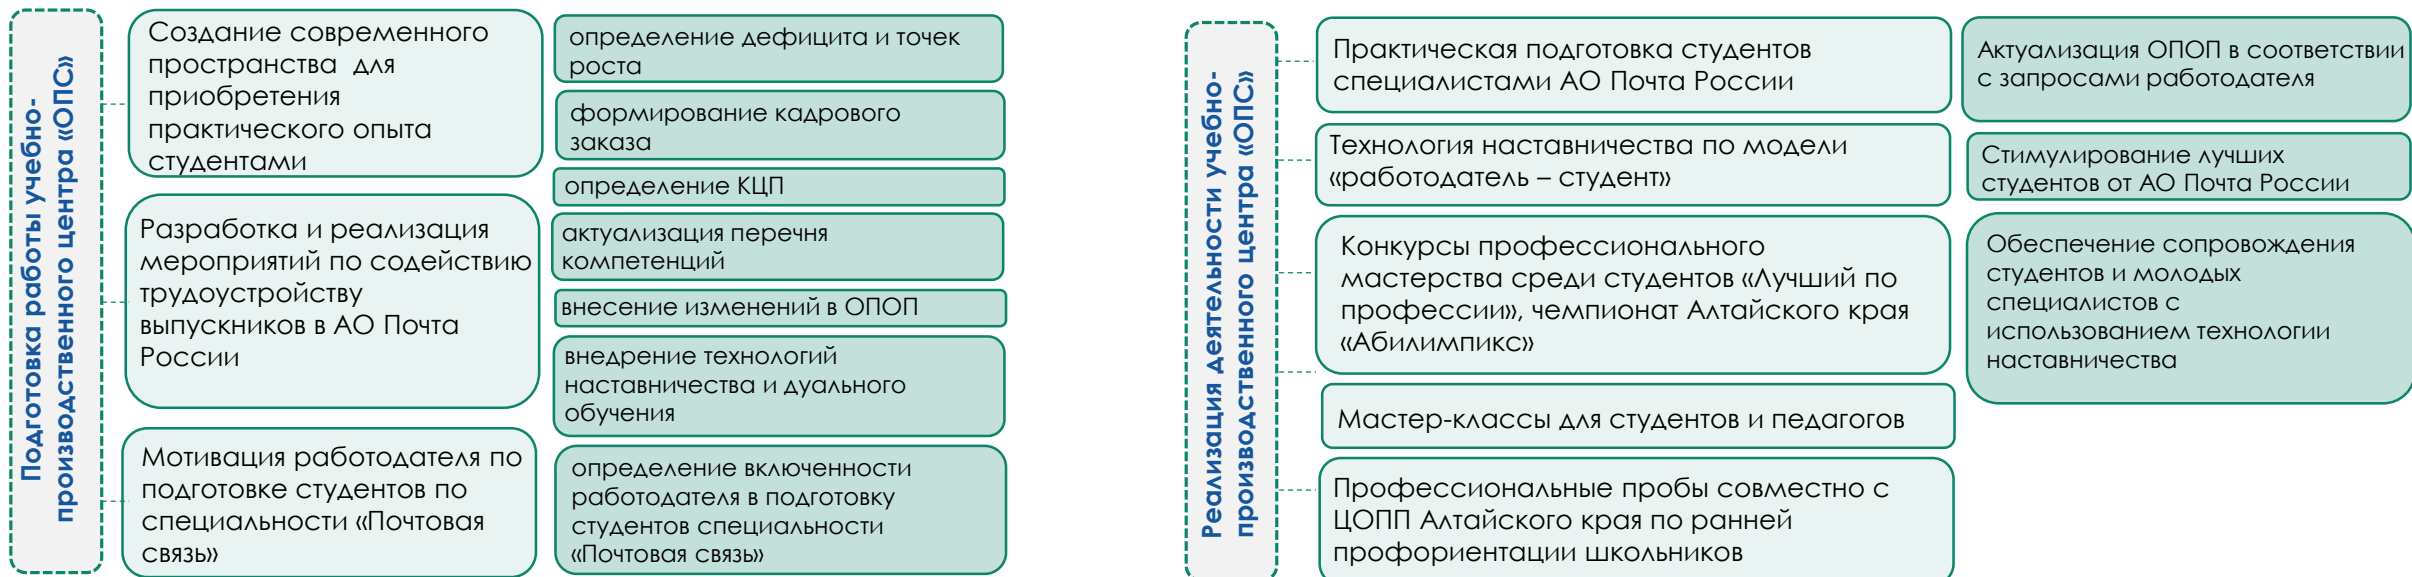 Подготовка работы учебно-
производственного центра «ОПС»
Создание современного
пространства для
приобретения
практического опыта
студентами
Разработка и реализация
мероприятий по содействию
трудоустройству
выпускников в АО Почта
России
Мотивация работодателя по
подготовке студентов по
специальности «Почтовая
связь»
определение дефицита и точек
роста
формирование кадрового
заказа
определение КЦП
актуализация перечня
компетенций
внесение изменений в ОПОП
внедрение технологий
наставничества и дуального
обучения
определение включенности
работодателя в подготовку
студентов специальности
«Почтовая связь»
Реализация деятельности учебно-
производственного центра «ОПС»
Практическая подготовка студентов
специалистами АО Почта России
Технология наставничества по модели
«работодатель – студент»
Конкурсы профессионального
мастерства среди студентов «Лучший по
профессии», чемпионат Алтайского края
«Абилимпикс»
Мастер-классы для студентов и педагогов
Профессиональные пробы совместно с
ЦОПП Алтайского края по ранней
профориентации школьников
Актуализация ОПОП в соответствии
с запросами работодателя
Стимулирование лучших
студентов от АО Почта России
Обеспечение сопровождения
студентов и молодых
специалистов с
использованием технологии
наставничества